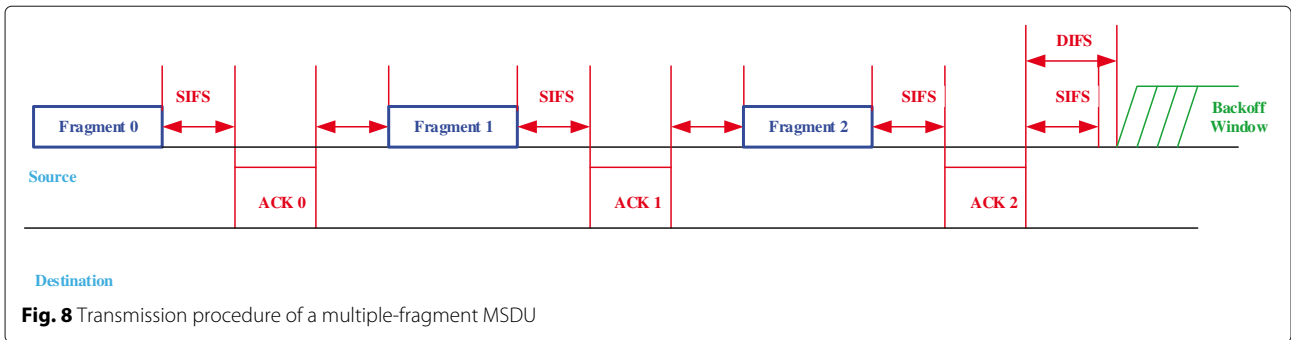 DIFS
SIFS
SIFS
SIFS
SIFS
Fragment 0
Fragment 1
Fragment 2
Backoff
Window
Source
ACK 0
ACK 1
ACK 2
Destination
Fig. 8 Transmission procedure of a multiple-fragment MSDU